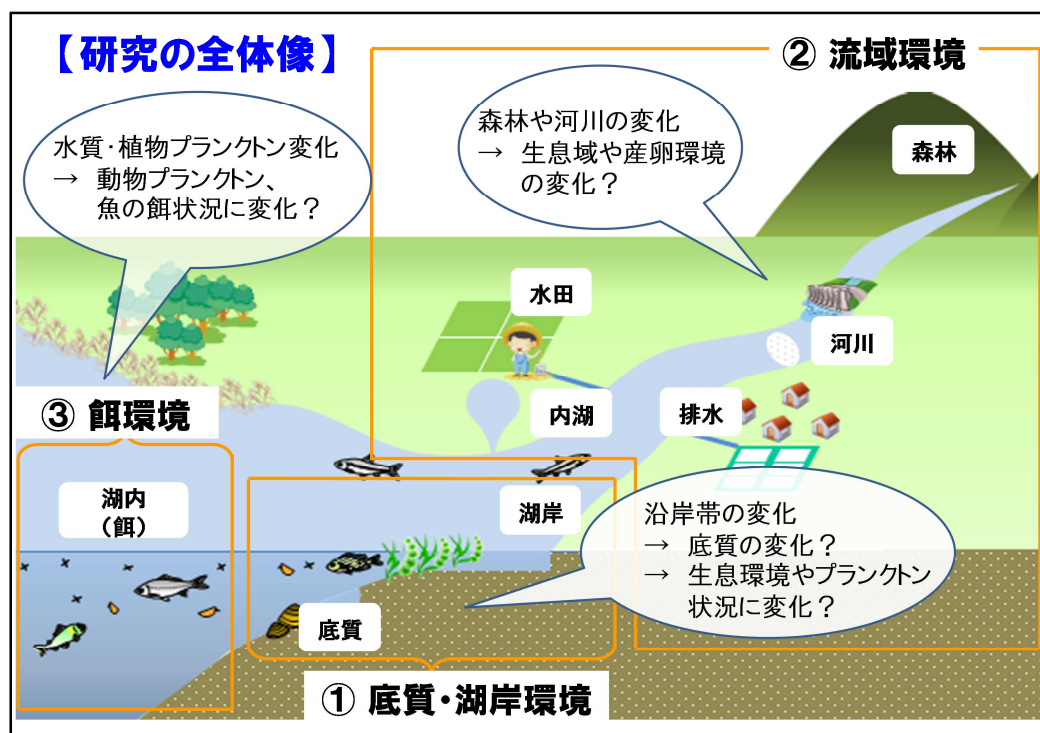 【研究の全体像】
② 流域環境
水質・植物プランクトン変化
→ 動物プランクトン、
魚の餌状況に変化？
森林や河川の変化
→ 生息域や産卵環境
の変化？
森林
水田
河川
③ 餌環境
内湖
排水
湖内
（餌）
湖岸
沿岸帯の変化
→ 底質の変化？
→ 生息環境やプランクトン
状況に変化？
底質
① 底質・湖岸環境